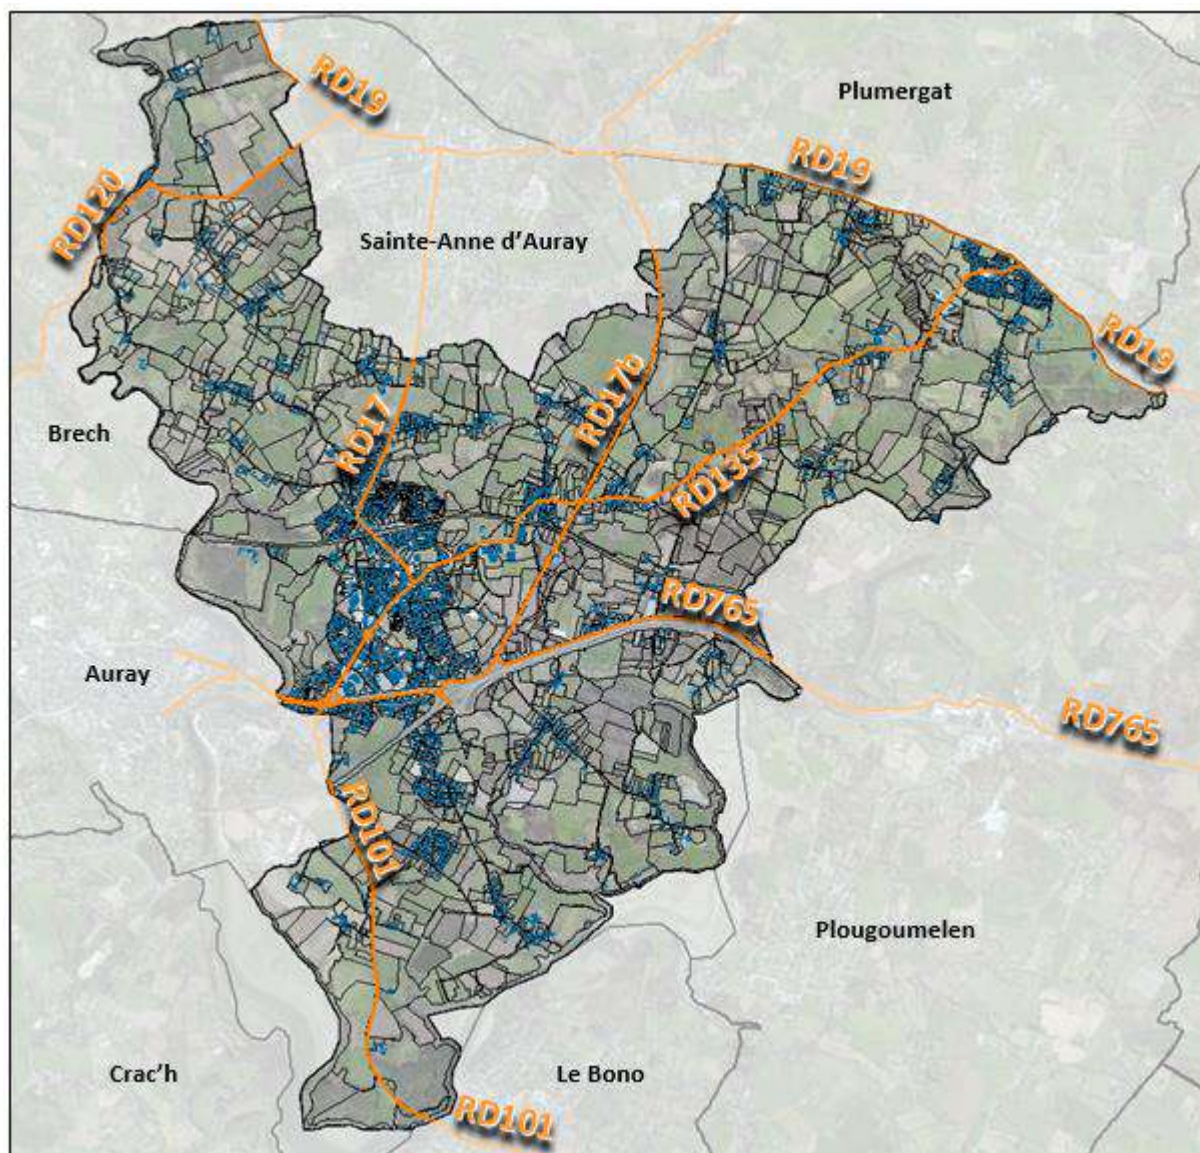 RD19
Plumergat
RD19
RD120
Sainte-Anne d'Auray
RD19
RD17b
RD17
Brech
RD135
RD765
Auray
RD765
RD101
Plougoumelen
Crac'h
Le Bono
RD101